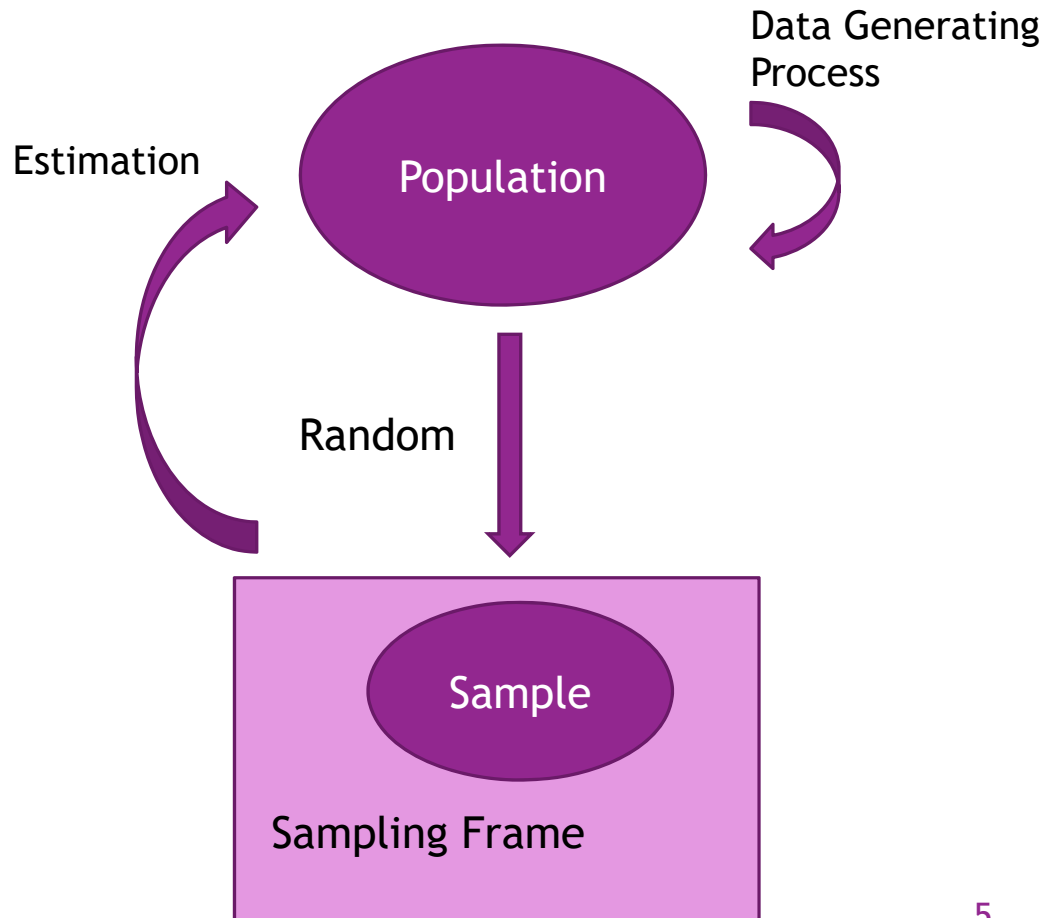 Data Generating
Process
Estimation
Population
Random
Sample
Sampling Frame
5